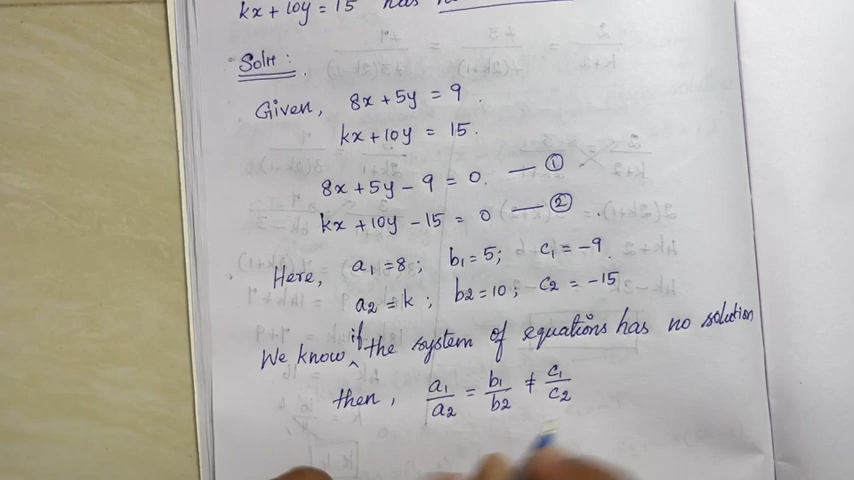 kx + 10y = 15 has
Soln :
Given, 8x + 5y = 9.
kx + 10y = 15.
8x + 5y - 9 = 0. — ①
kx + 10y - 15 = 0 — ②
Here, a₁ = 8; b₁ = 5; c₁ = -9.
a₂ = k; b₂ = 10; c₂ = -15
We know if the system of equations has no solution
then, a₁/a₂ = b₁/b₂ ≠ c₁/c₂